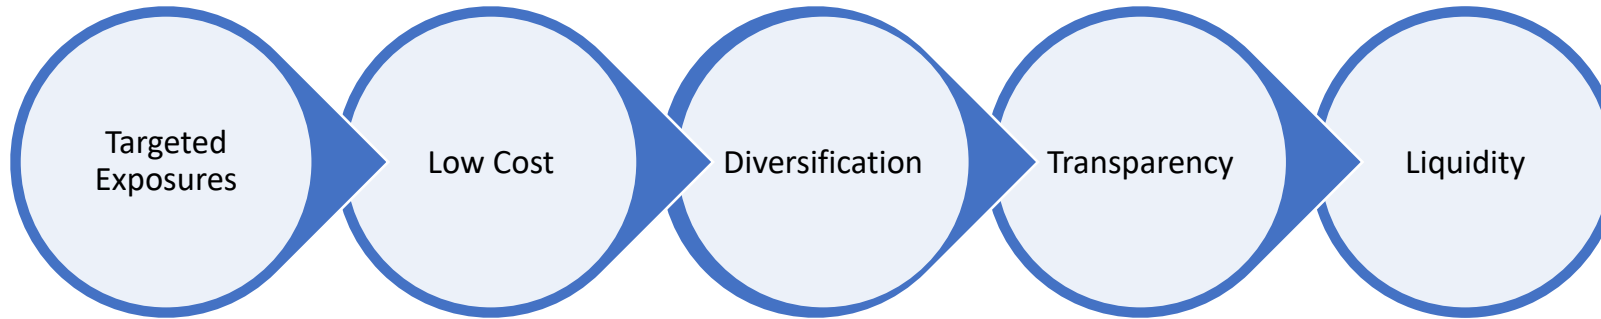 Targeted
Exposures
Low Cost
Diversification
Transparency
Liquidity